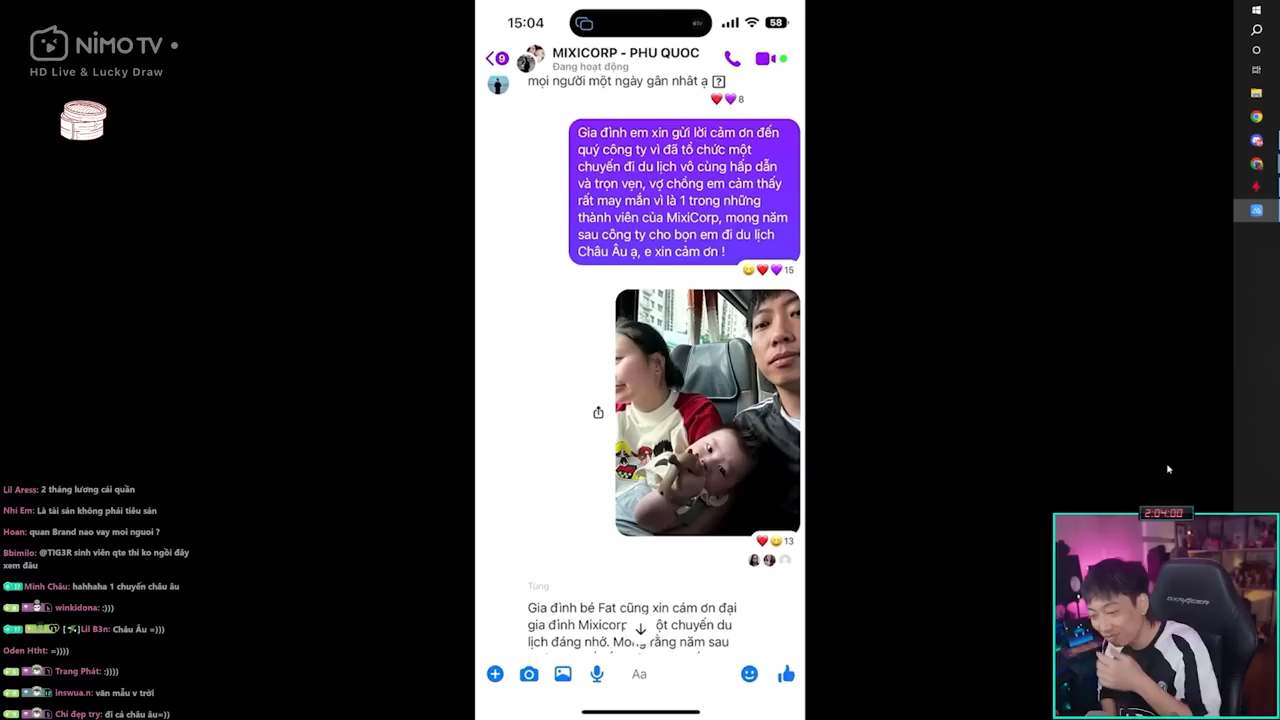 NIMO TV
HD Live & Lucky Draw
15:04
58
9
MIXICORP - PHU QUOC
Đang hoạt động
mọi người một ngày gân nhât ạ
8
Gia đình em xin gửi lời cảm ơn đến
quý công ty vì đã tổ chức một
chuyến đi du lịch vô cùng hấp dẫn
và trọn vẹn, vợ chồng em cảm thấy
rất may mắn vì là 1 trong những
thành viên của MixiCorp, mong năm
sau công ty cho bọn em đi du lịch
Châu Âu ạ, e xin cảm ơn !
15
13
Tùng
Gia đình bé Fat cũng xin cám ơn đại
gia đình Mixicorp ột chuyến du
lịch đáng nhớ. Mong rằng năm sau
Aa
Lil Aress: 2 tháng lương cái quần
Nhi Em: Là tài sản không phải tiêu sản
Hoan: quan Brand nao vay moi nguoi ?
Bbimilo: @TIG3R sinh viên qte thi ko ngồi đây
xem đâu
Minh Châu: hahhaha 1 chuyến châu âu
winkidona: :)))
Lil B3n: Châu Âu =)))
Oden Htht: =))))
Trang Phát: :))))
inswua.n: văn mẫu v trời
Chí đẹp try: đi cả châu âu=))
2:04:00
DXRACER